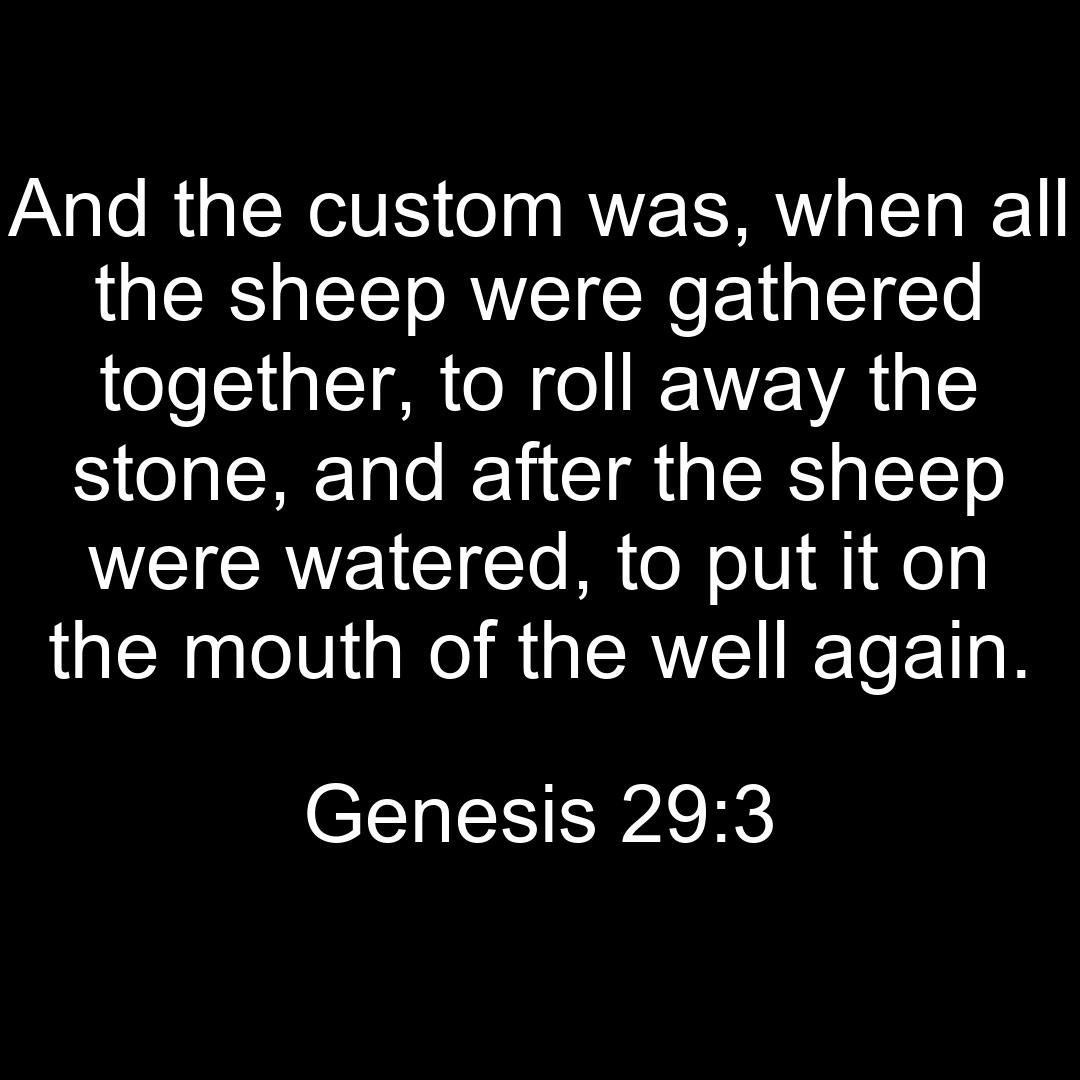 And the custom was, when all
the sheep were gathered
together, to roll away the
stone, and after the sheep
were watered, to put it on
the mouth of the well again.
Genesis 29:3